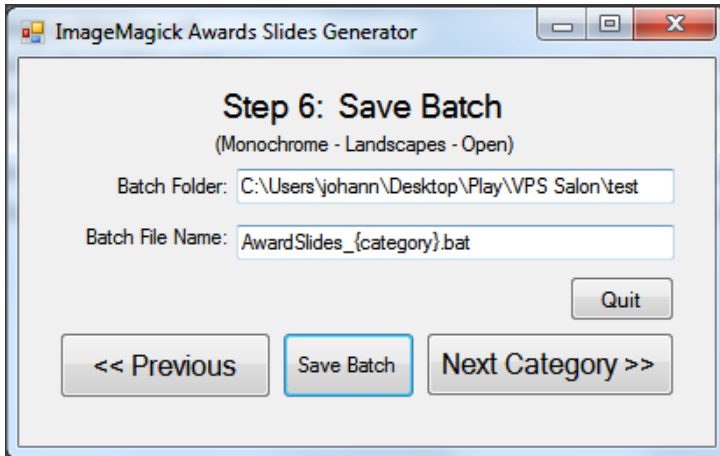 ImageMagick Awards Slides Generator
Step 6: Save Batch
(Monochrome - Landscapes - Open)
Batch Folder: C:\Users\johann\Desktop\Play\VPS Salon\test
Batch File Name: AwardSlides_{category}.bat
Quit
<< Previous Save Batch Next Category >>